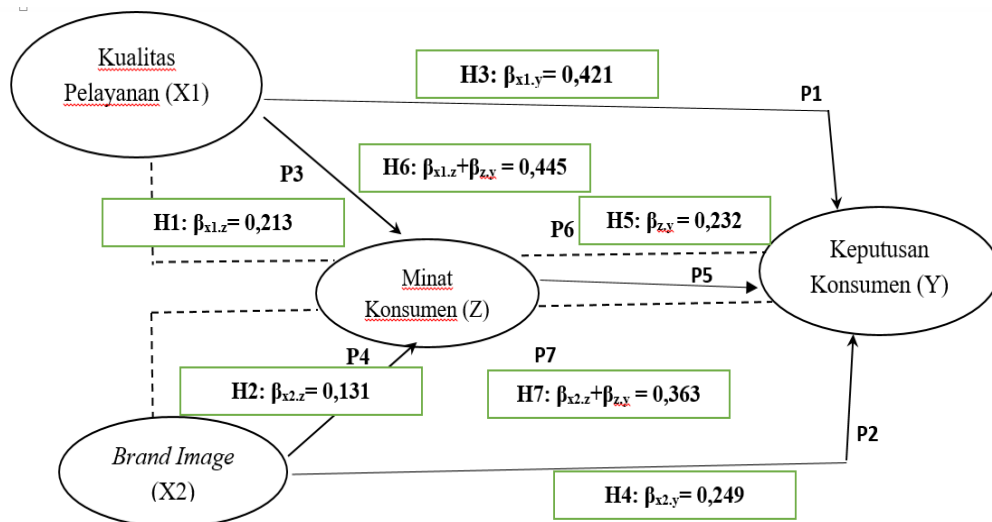 Kualitas
Pelayanan (X1)
H3: βx1.y= 0,421
P1
P3
H6: βx1.z+βz.y = 0,445
H1: βx1.z= 0,213
P6
H5: βz.y = 0,232
Keputusan
Konsumen (Y)
Minat
Konsumen (Z)
P5
P4
P7
H2: βx2.z= 0,131
H7: βx2.z+βz.y = 0,363
P2
Brand Image
(X2)
H4: βx2.y= 0,249